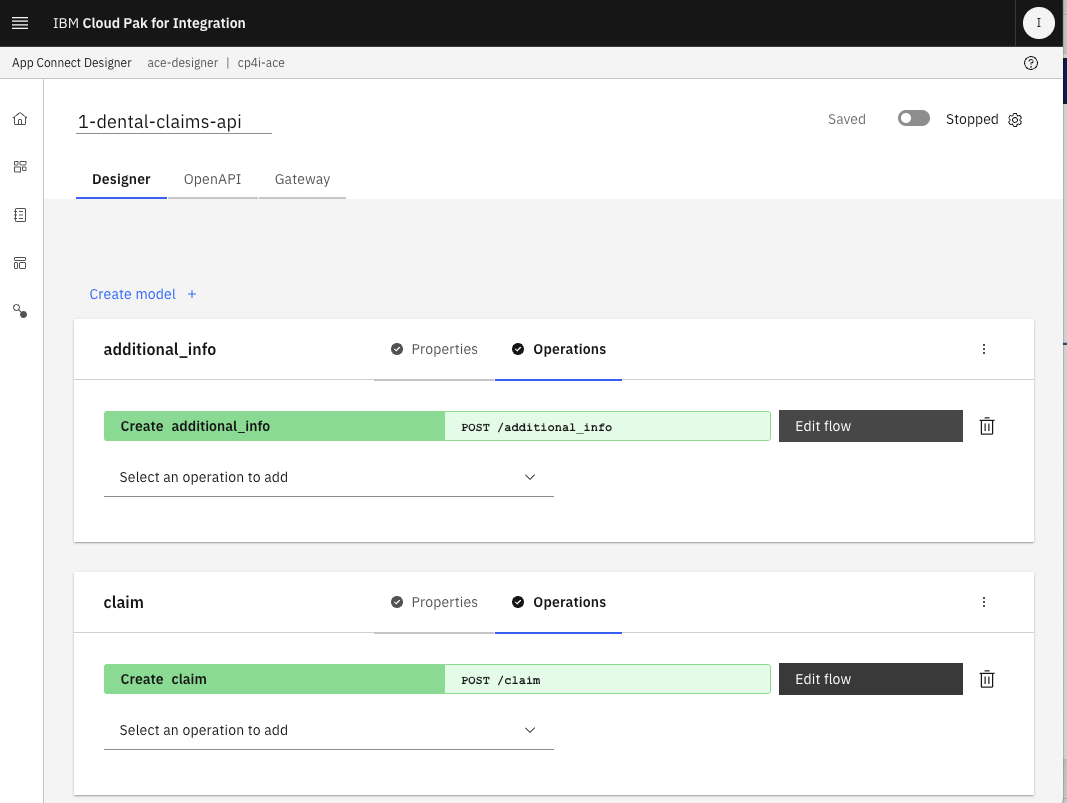 IBM Cloud Pak for Integration
I
App Connect Designer ace-designer | cp4i-ace
1-dental-claims-api
Saved
Stopped
Designer OpenAPI Gateway
Create model +
additional_info Properties Operations
Create additional_info POST /additional_info Edit flow
Select an operation to add
claim Properties Operations
Create claim POST /claim Edit flow
Select an operation to add